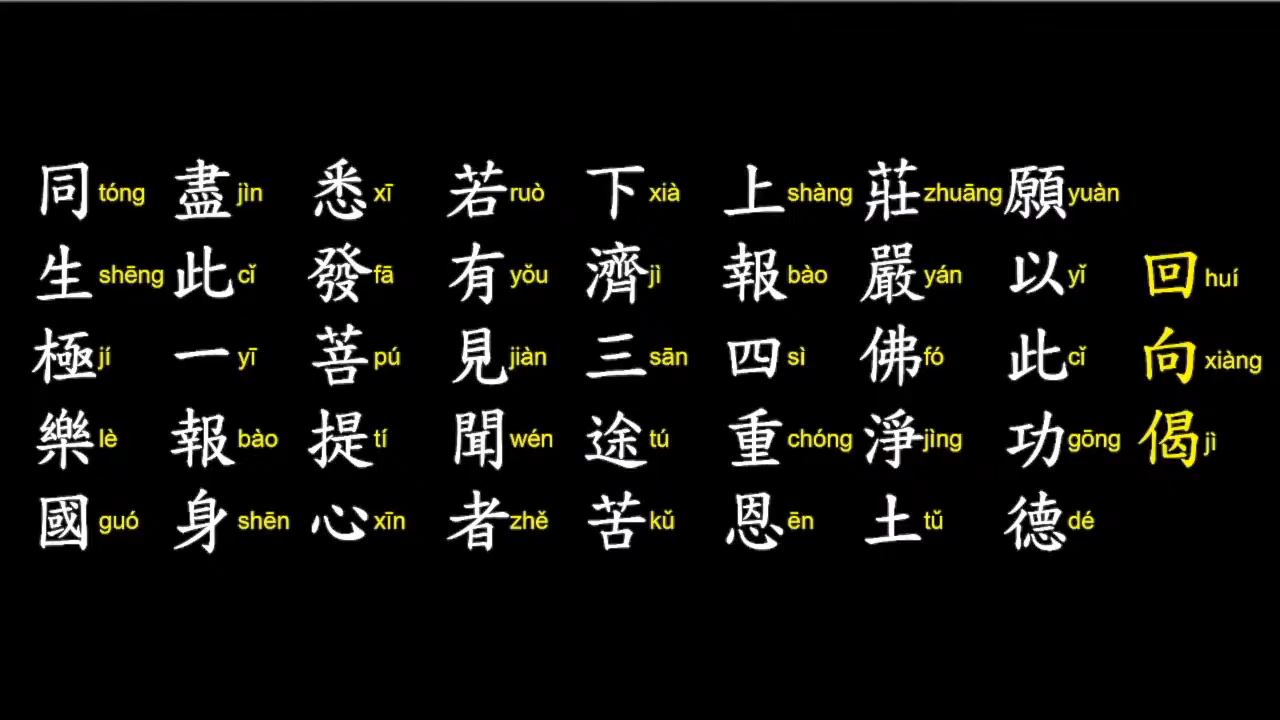 回huí向xiàng偈jì
願yuàn以yǐ此cǐ功gōng德dé
莊zhuāng嚴yán佛fó淨jìng土tǔ
上shàng報bào四sì重chóng恩ēn
下xià濟jì三sān途tú苦kǔ
若ruò有yǒu見jiàn聞wén者zhě
悉xī發fā菩pú提tí心xīn
盡jìn此cǐ一yī報bào身shēn
同tóng生shēng極jí樂lè國guó